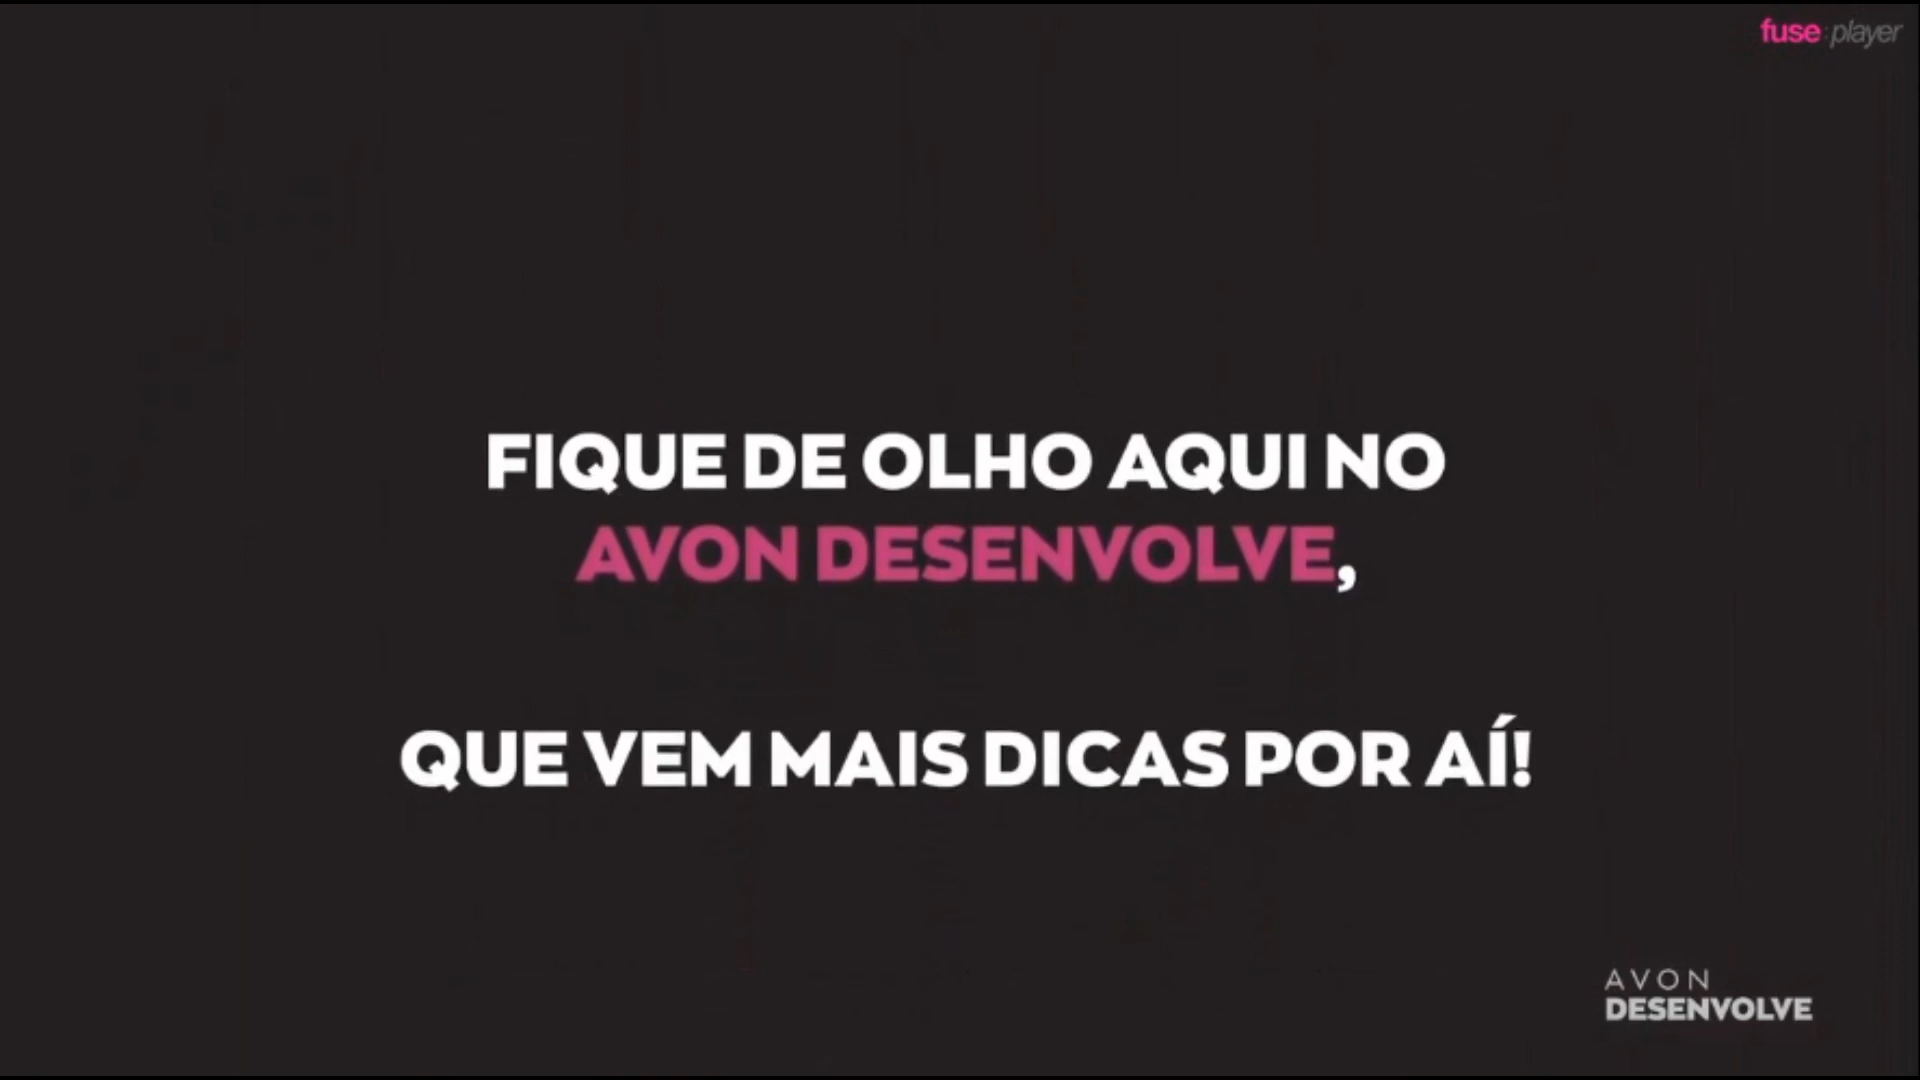 fuse:player
FIQUE DE OLHO AQUI NO
AVON DESENVOLVE,
QUE VEM MAIS DICAS POR AÍ!
AVON
DESENVOLVE